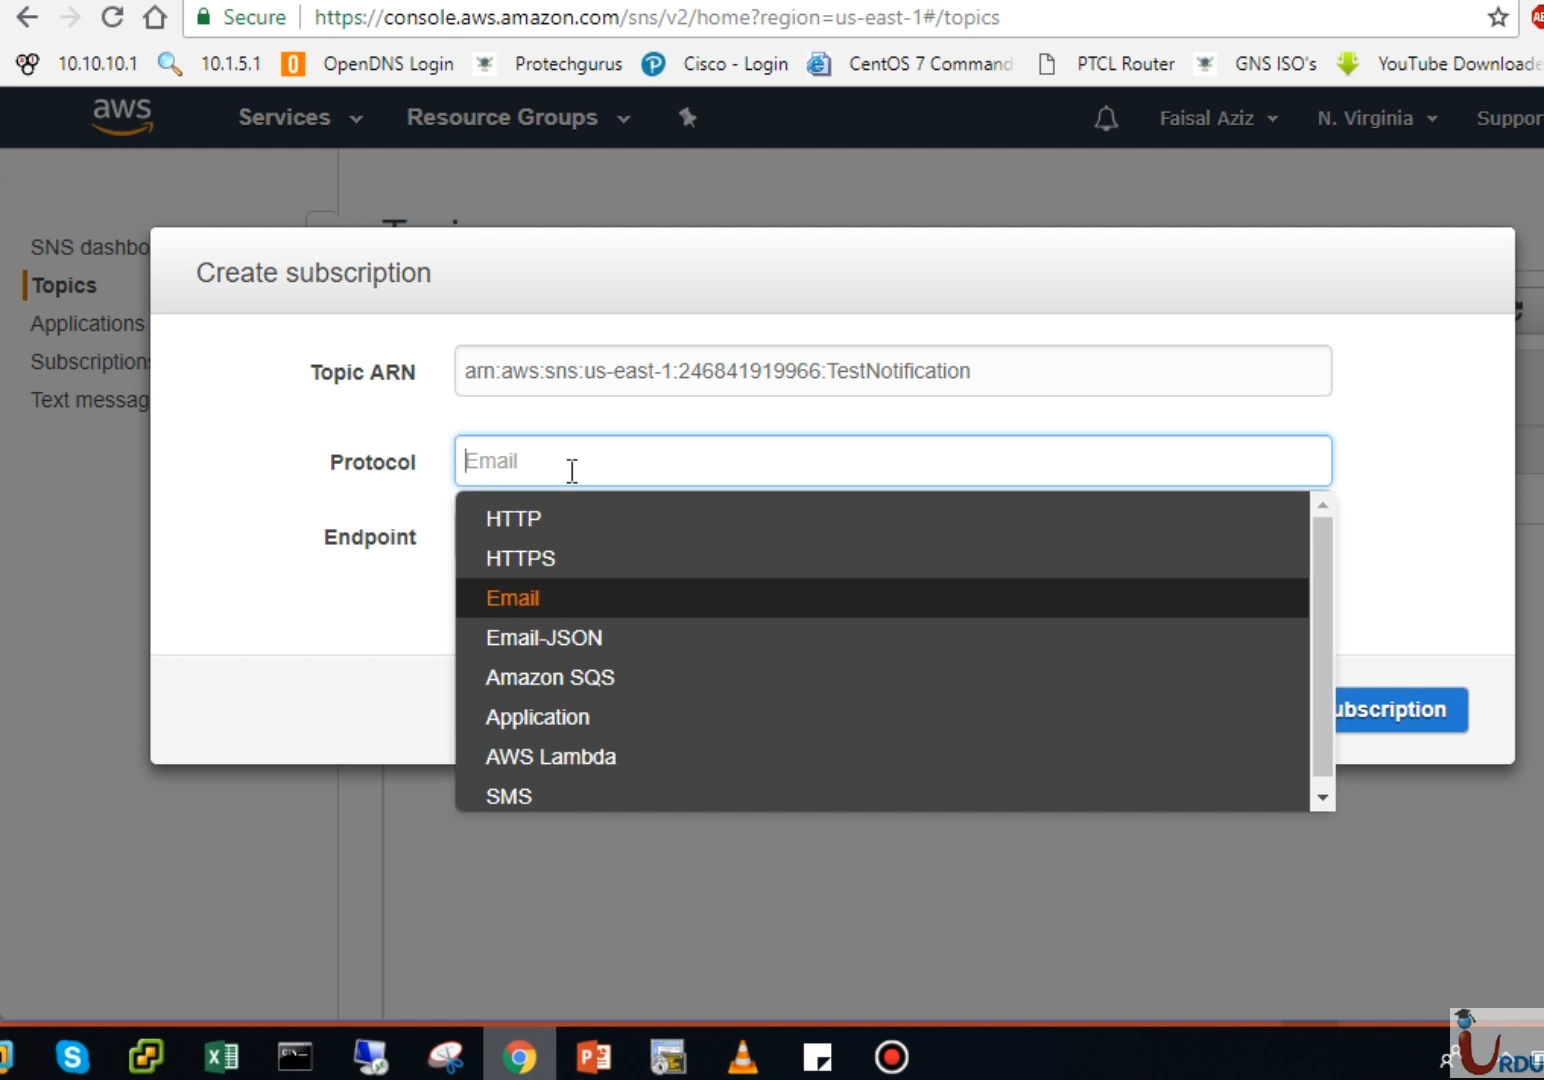 Secure https://console.aws.amazon.com/sns/v2/home?region=us-east-1#/topics
10.10.10.1 10.1.5.1 OpenDNS Login Protechgurus Cisco - Login CentOS 7 Command PTCL Router GNS ISO's YouTube Downloade
aws Services Resource Groups Faisal Aziz N. Virginia Suppor
SNS dashbo
Topics
Applications
Subscriptions
Text messag
Create subscription
Topic ARN arn:aws:sns:us-east-1:246841919966:TestNotification
Protocol Email
Endpoint
HTTP
HTTPS
Email
Email-JSON
Amazon SQS
Application
AWS Lambda
SMS
ubscription
URDU